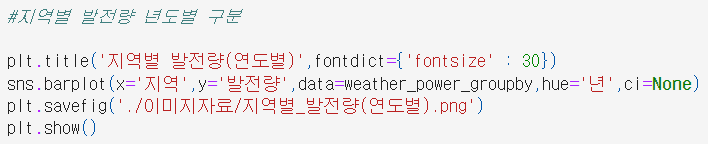 #지역별 발전량 년도별 구분
plt.title('지역별 발전량(연도별)',fontdict={'fontsize' : 30})
sns.barplot(x='지역',y='발전량',data=weather_power_groupby,hue='년',ci=None)
plt.savefig('./이미지자료/지역별_발전량(연도별).png')
plt.show()